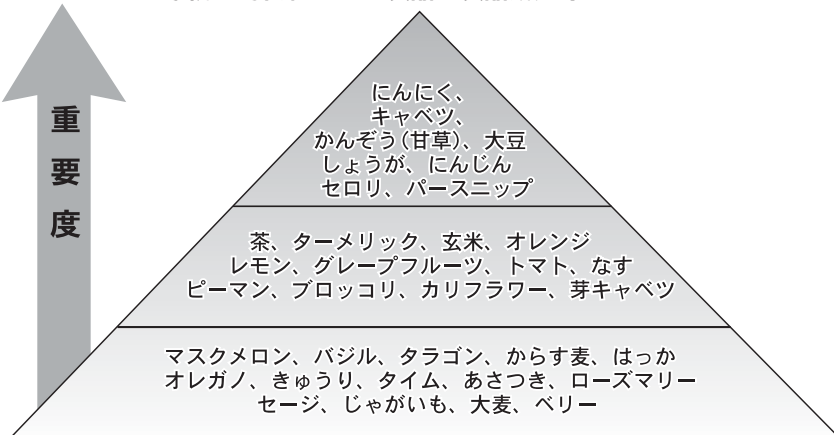 重要度
にんにく、
キャベツ、
かんぞう(甘草)、大豆
しょうが、にんじん
セロリ、パースニップ
茶、ターメリック、玄米、オレンジ
レモン、グレープフルーツ、トマト、なす
ピーマン、ブロッコリ、カリフラワー、芽キャベツ
マスクメロン、バジル、タラゴン、からす麦、はっか
オレガノ、きゅうり、タイム、あさつき、ローズマリー
セージ、じゃがいも、大麦、ベリー